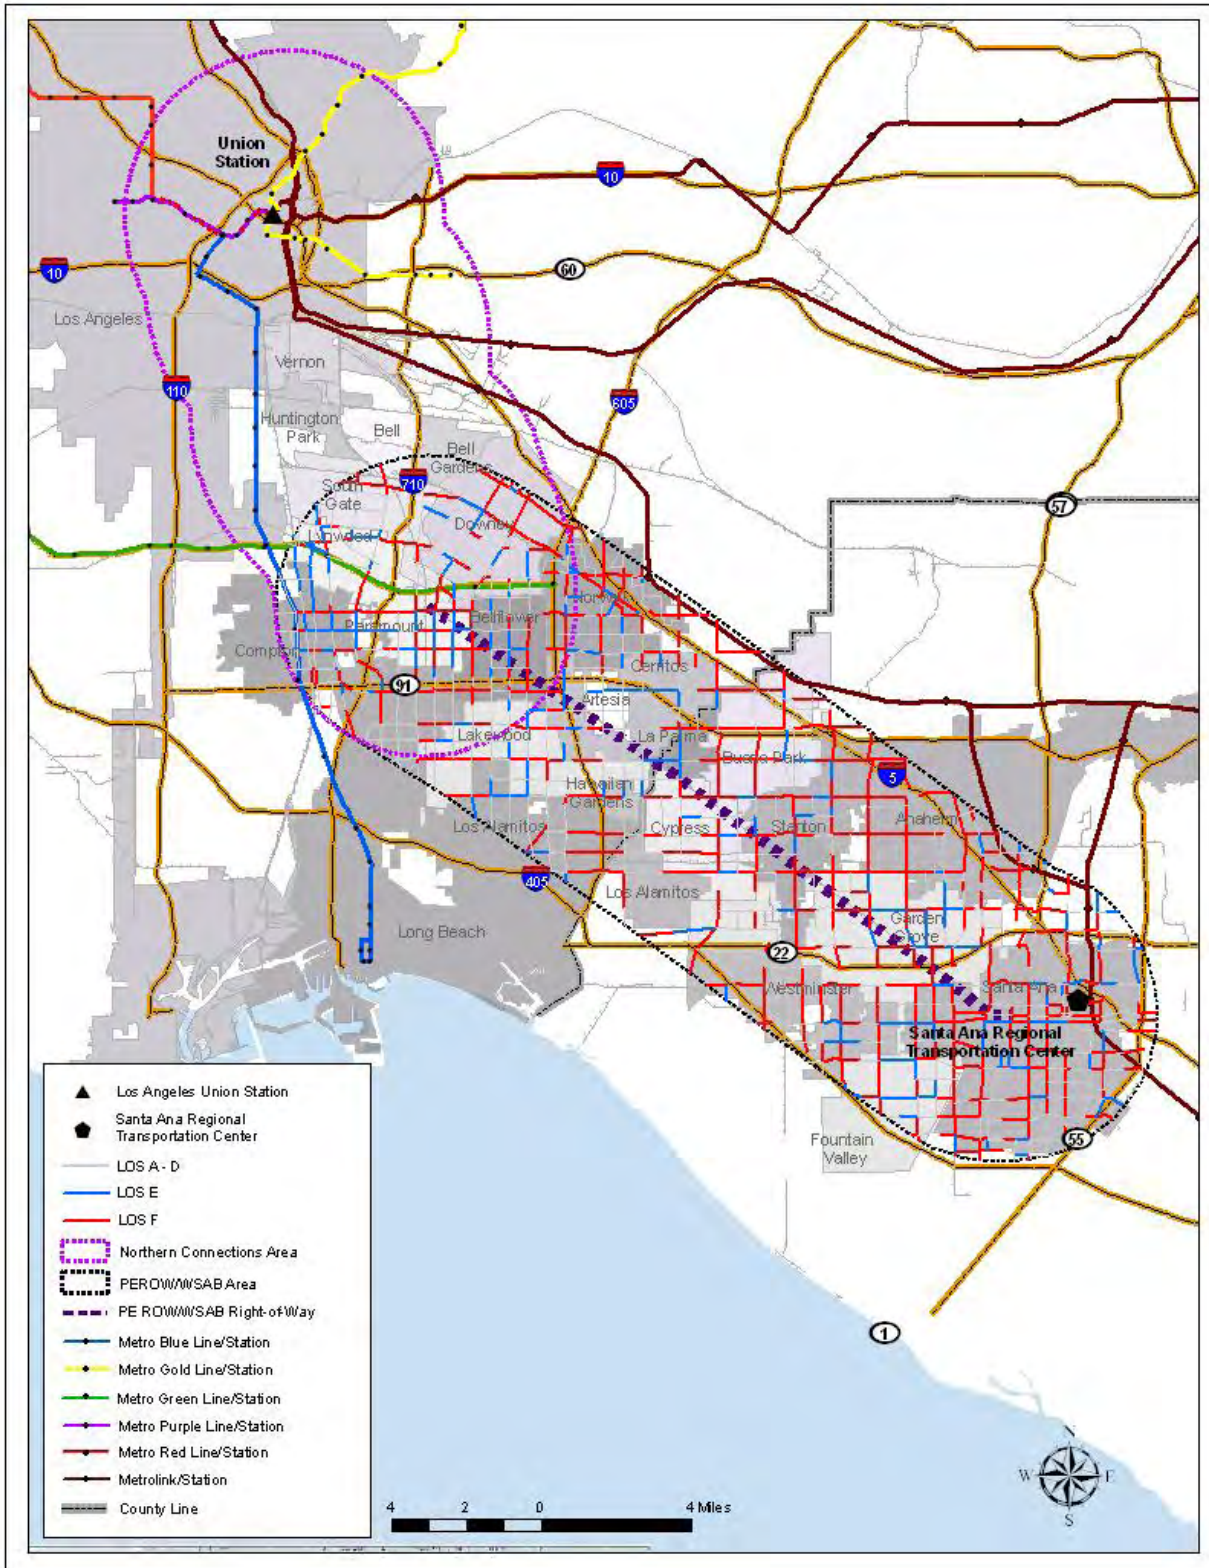 Union
Station
10
10
60
Los Angeles
Vernon
110
605
Huntington
Park
Bell
Bell
Gardens
710
South
Gate
57
Downey
Lynwood
Norwalk
Bellflower
Paramount
Compton
Cerritos
91
Artesia
Lakewood
La Palma
Buena Park
5
Hawaiian
Gardens
Los Alamitos
Cypress
Stanton
Anaheim
405
Los Alamitos
Garden
Grove
Long Beach
22
Westminster
Santa Ana
Santa Ana Regional
Transportation Center
Fountain
Valley
55
1
Los Angeles Union Station
Santa Ana Regional
Transportation Center
LOS A - D
LOS E
LOS F
Northern Connections Area
PEROW/WSAB Area
PE ROW/WSAB Right-of-Way
Metro Blue Line/Station
Metro Gold Line/Station
Metro Green Line/Station
Metro Purple Line/Station
Metro Red Line/Station
Metrolink/Station
County Line
4 2 0 4 Miles
N
W E
S